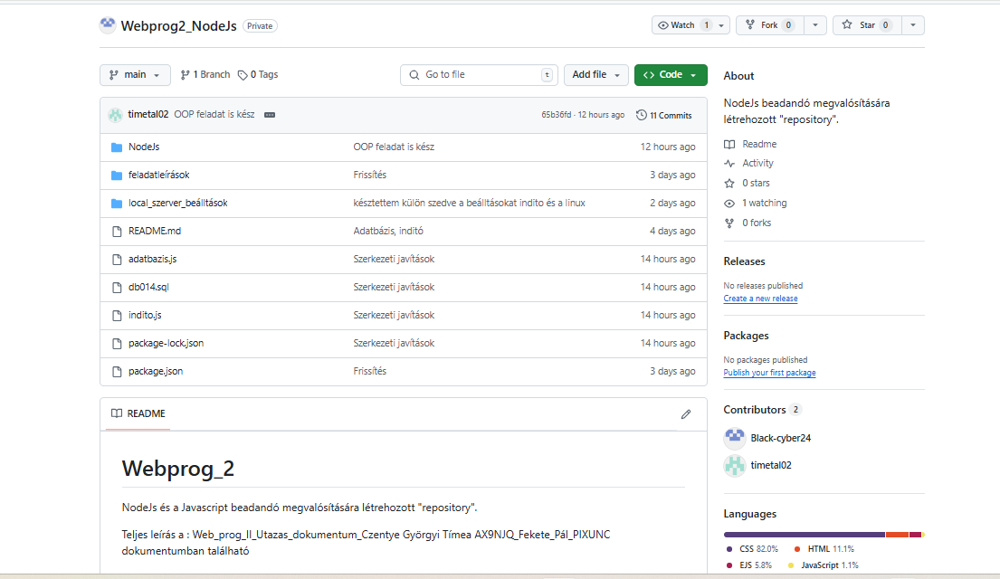 Webprog2_NodeJs Private
Watch 1 Fork 0 Star 0
main 1 Branch 0 Tags Go to file t Add file <> Code
timetal02 OOP feladat is kész 65b36fd · 12 hours ago 11 Commits
NodeJs OOP feladat is kész 12 hours ago
feladatleírások Frissítés 3 days ago
local_szerver_beálltások késztettem külön szedve a beálltásokat indito és a linux 2 days ago
README.md Adatbázis, inditó 4 days ago
adatbazis.js Szerkezeti javítások 14 hours ago
db014.sql Szerkezeti javítások 14 hours ago
indito.js Szerkezeti javítások 14 hours ago
package-lock.json Szerkezeti javítások 14 hours ago
package.json Frissítés 3 days ago
README
Webprog_2
NodeJs és a Javascript beadandó megvalósítására létrehozott "repository".
Teljes leírás a : Web_prog_II_Utazas_dokumentum_Czentye Györgyi Tímea AX9NJQ_Fekete_Pál_PIXUNC
dokumentumban található
About
NodeJs beadandó megvalósítására
létrehozott "repository".
Readme
Activity
0 stars
1 watching
0 forks
Releases
No releases published
Create a new release
Packages
No packages published
Publish your first package
Contributors 2
Black-cyber24
timetal02
Languages
CSS 82.0% HTML 11.1%
EJS 5.8% JavaScript 1.1%